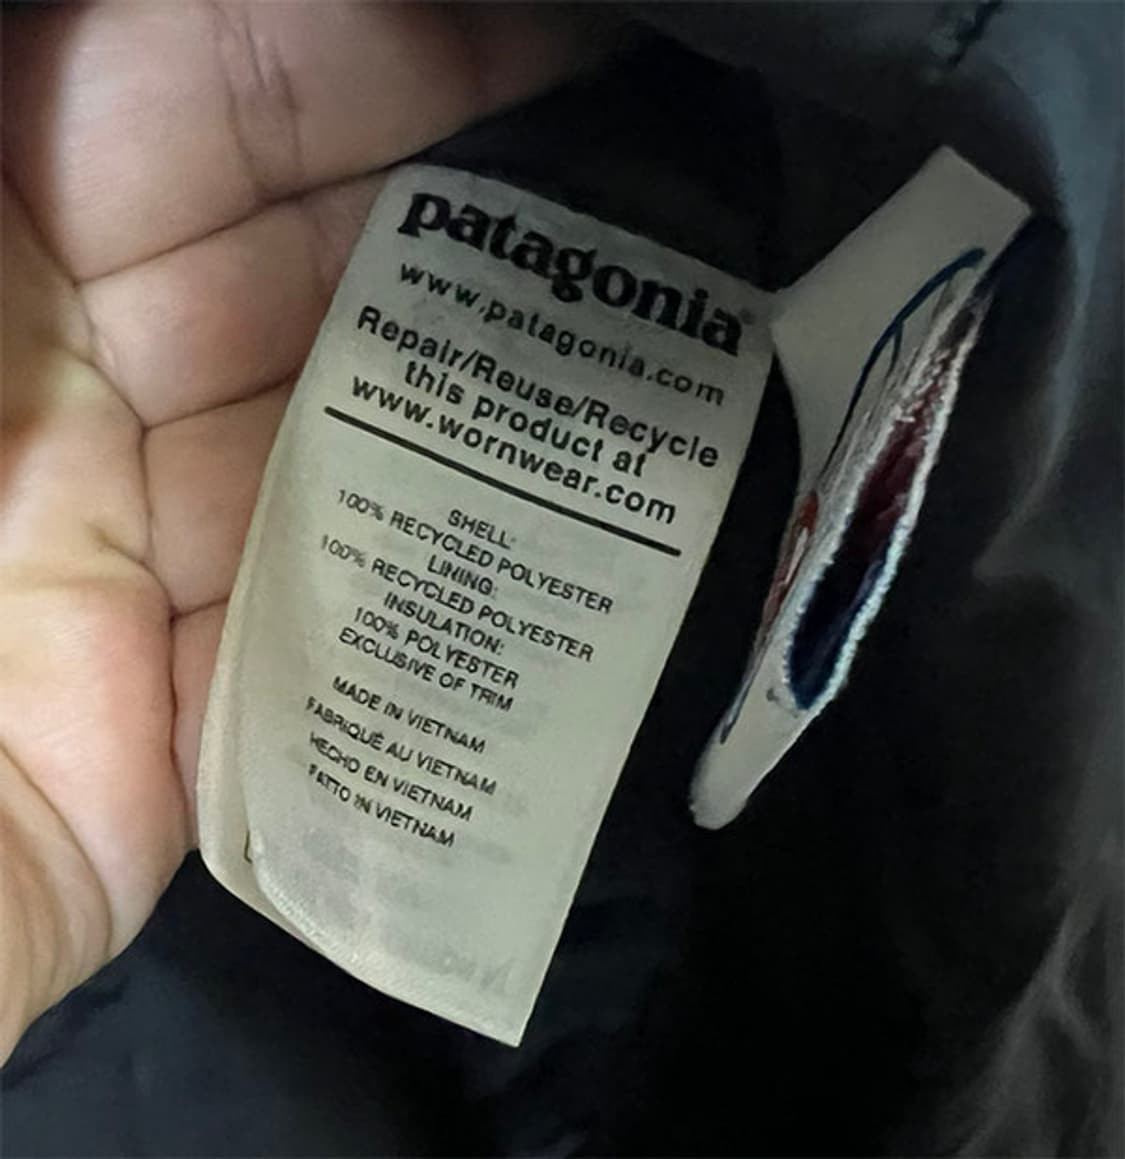 patagonia
www.patagonia.com
Repair/Reuse/Recycle
this product at
www.wornwear.com
SHELL:
100% RECYCLED POLYESTER
LINING:
100% RECYCLED POLYESTER
INSULATION:
100% POLYESTER
EXCLUSIVE OF TRIM
MADE IN VIETNAM
FABRIQUÉ AU VIETNAM
HECHO EN VIETNAM
FATTO IN VIETNAM